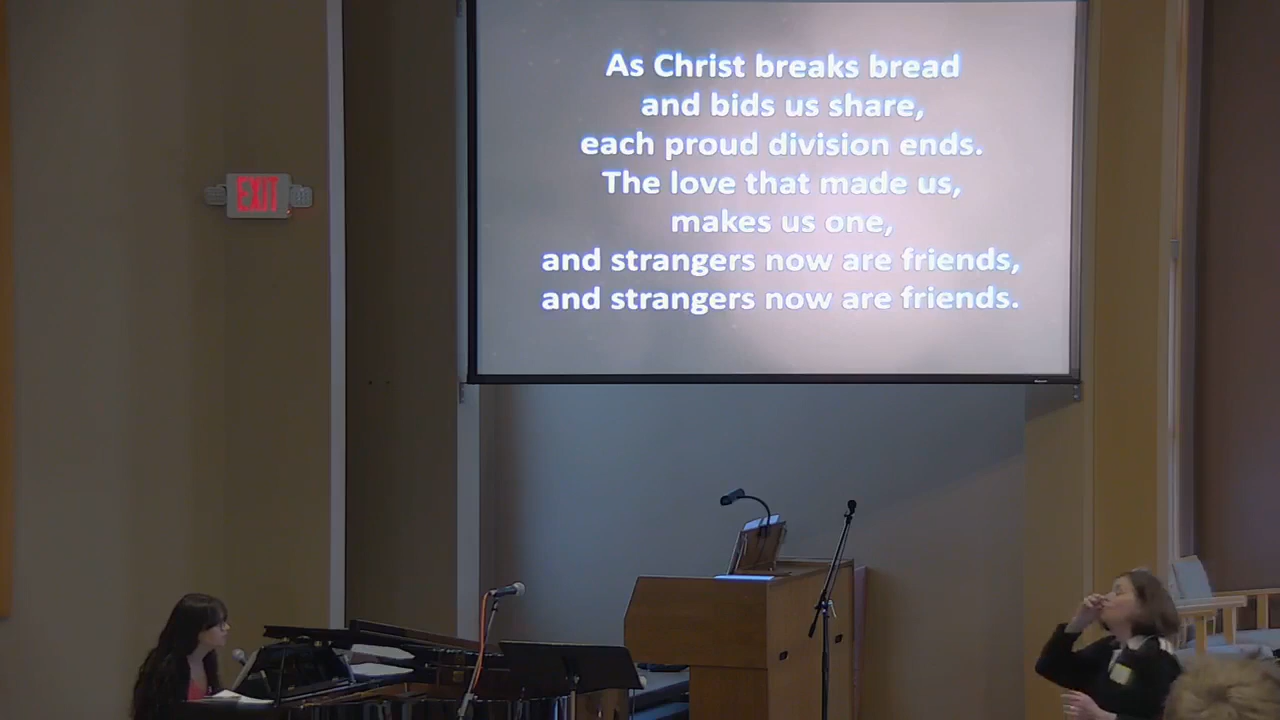 As Christ breaks bread
and bids us share,
each proud division ends.
The love that made us,
makes us one,
and strangers now are friends,
and strangers now are friends.
EXIT